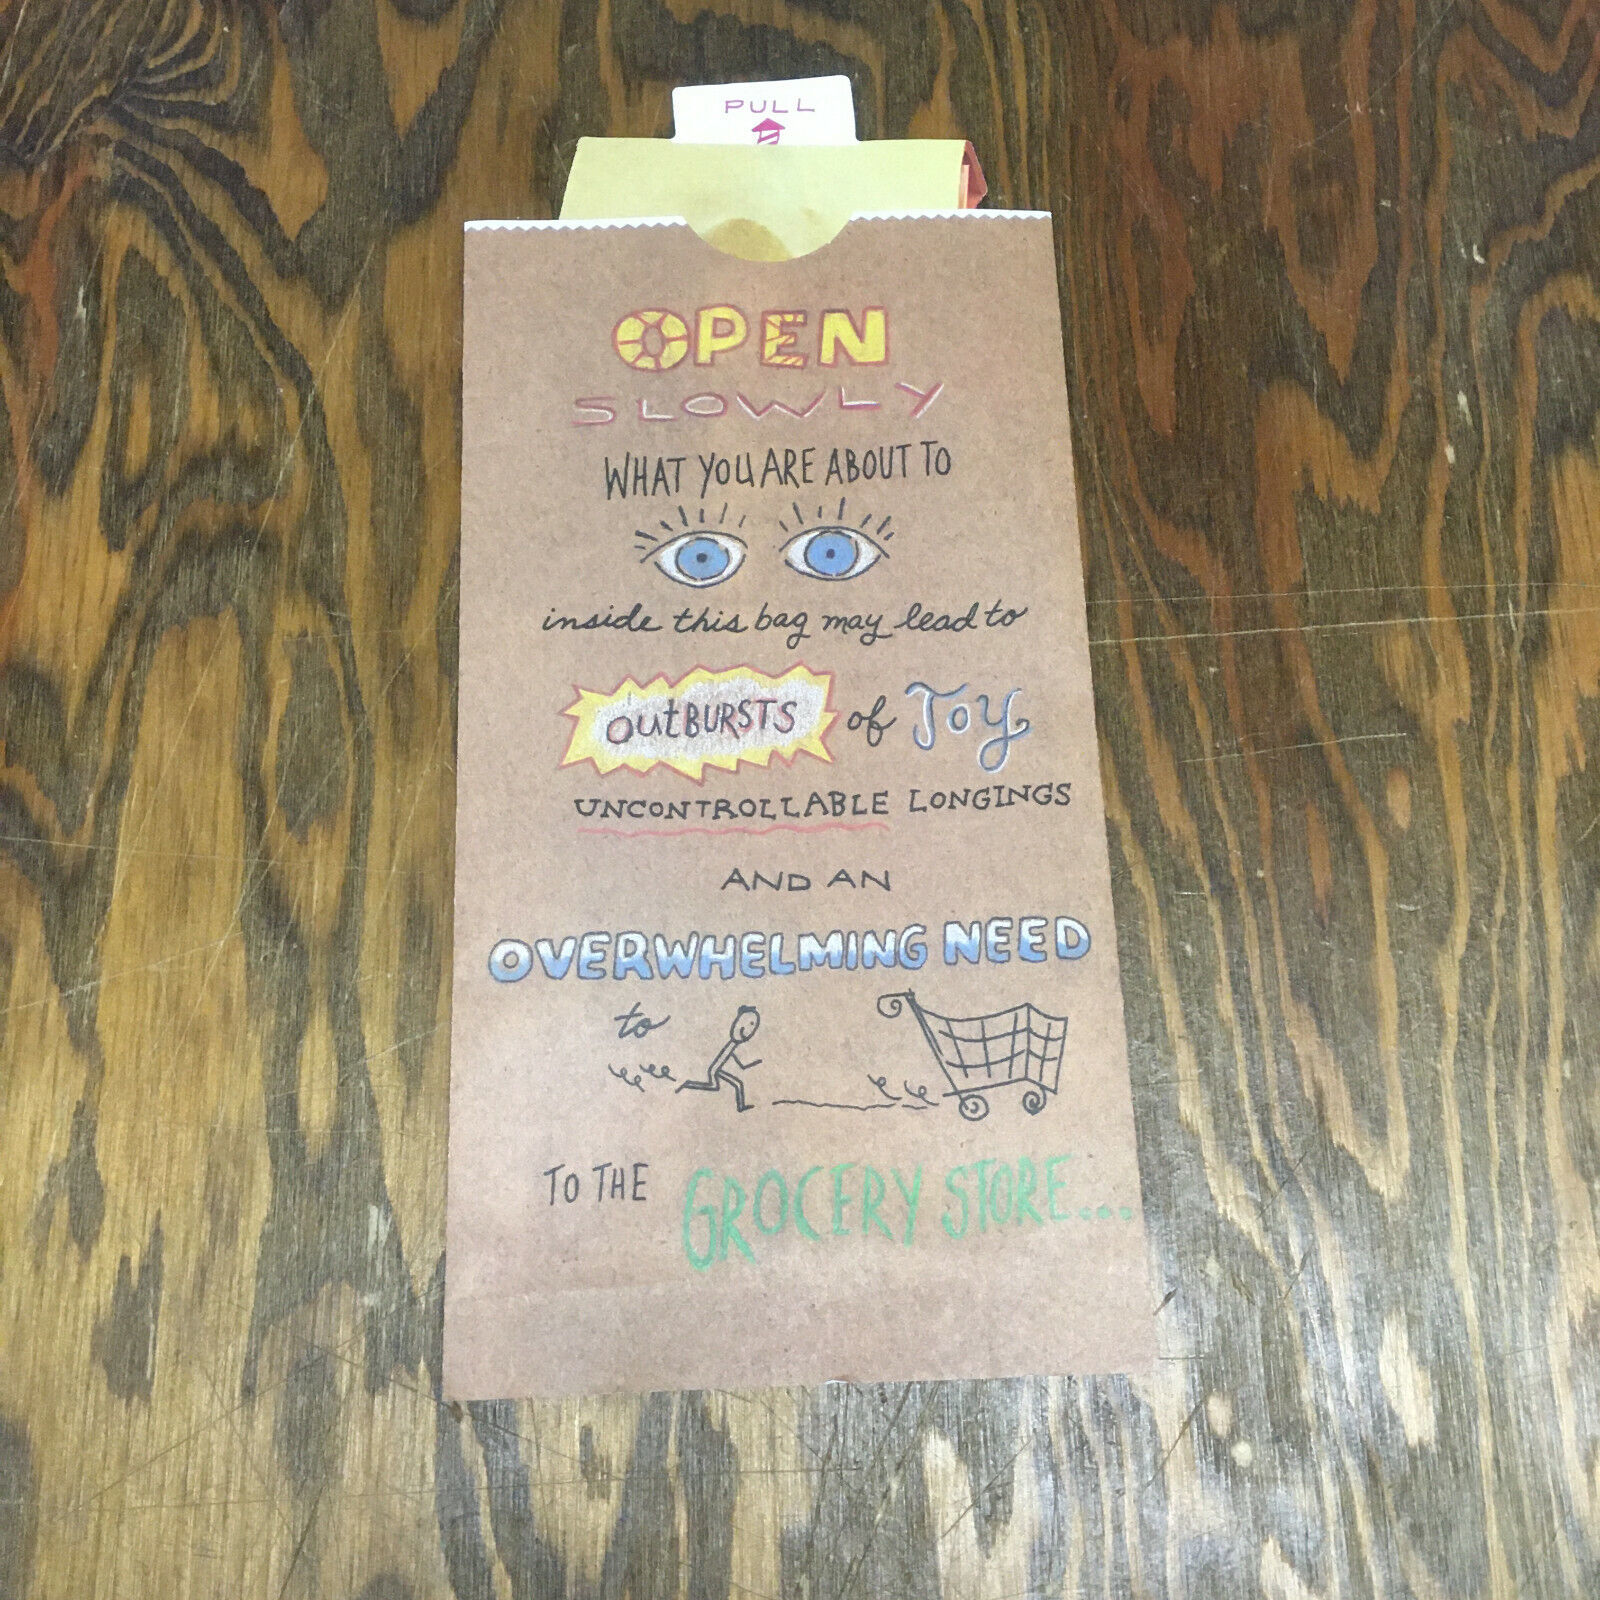 PULL
OPEN
SLOWLY
WHAT YOU ARE ABOUT TO
inside this bag may lead to
OutBURSTS of Joy
UNCONTROLLABLE LONGINGS
AND AN
OVERWHELMING NEED
to
TO THE GROCERY STORE...